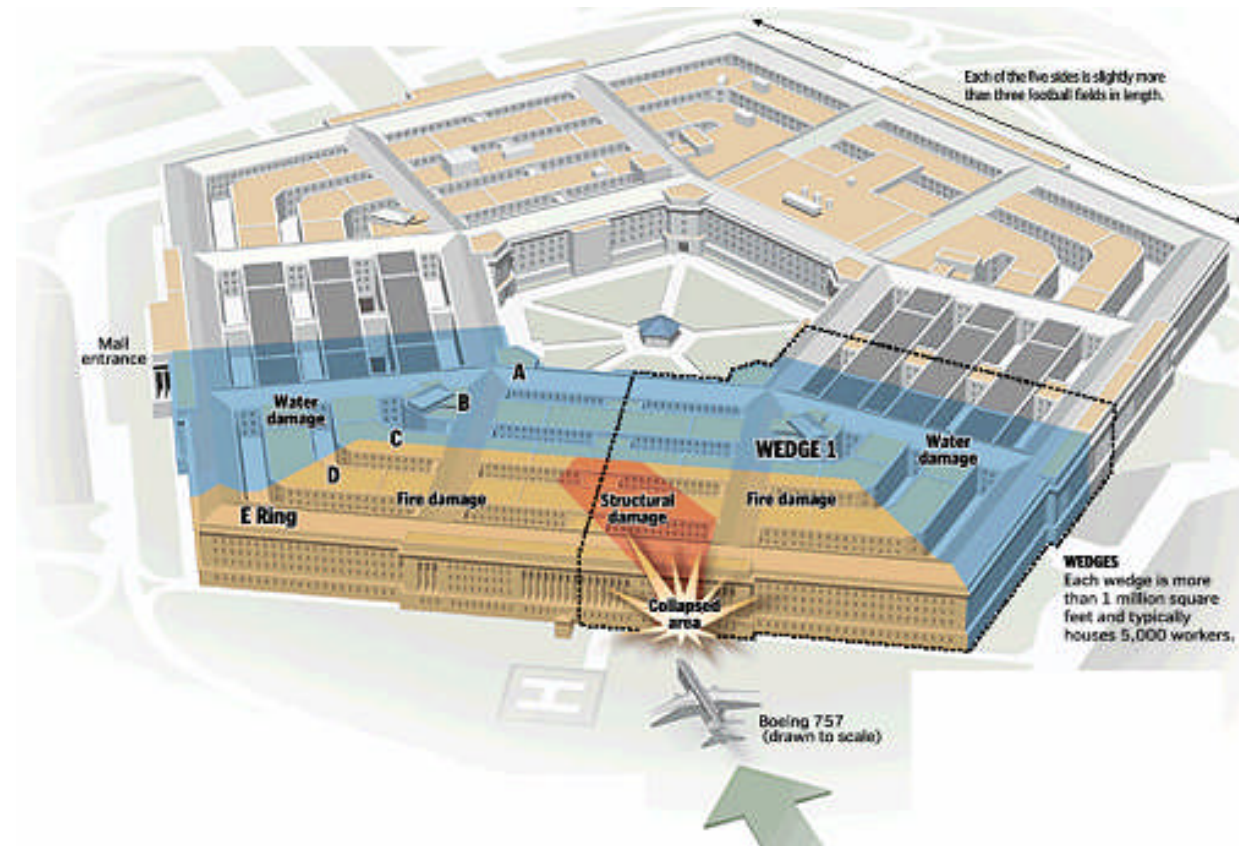 Each of the five sides is slightly more
than three football fields in length.
Mall
entrance
A
B
Water
damage
C
WEDGE 1
Water
damage
D
Fire damage
Structural
damage
Fire damage
E Ring
WEDGES
Each wedge is more
than 1 million square
feet and typically
houses 5,000 workers.
Collapsed
area
H
Boeing 757
(drawn to scale)